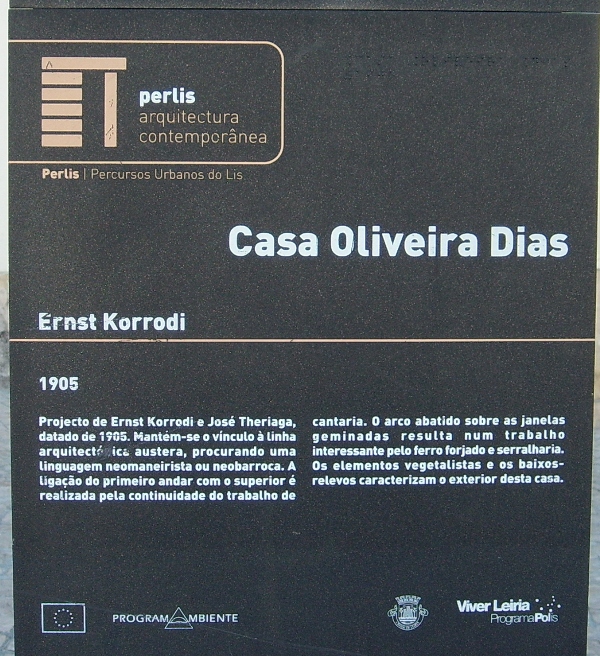 perlis
arquitectura
contemporânea
Perlis | Percursos Urbanos do Lis
Casa Oliveira Dias
Ernst Korrodi
1905
Projecto de Ernst Korrodi e José Theriaga,
datado de 1905. Mantém-se o vínculo à linha
arquitectónica austera, procurando uma
linguagem neomaneirista ou neobarroca. A
ligação do primeiro andar com o superior é
realizada pela continuidade do trabalho de
cantaria. O arco abatido sobre as janelas
geminadas resulta num trabalho
interessante pelo ferro forjado e serralharia.
Os elementos vegetalistas e os baixos-
relevos caracterizam o exterior desta casa.
PROGRAMAMBIENTE
Viver Leiria
ProgramaPolis